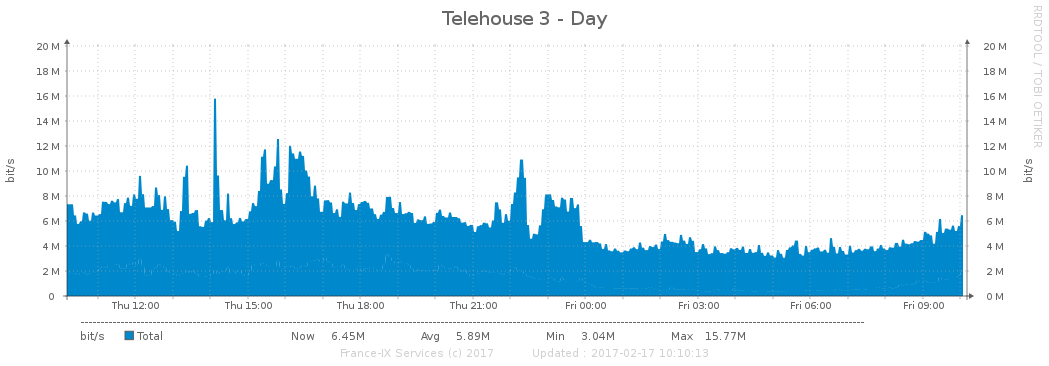 Telehouse 3 - Day
RRDTOOL / TOBI OETIKER
20 M 20 M
18 M 18 M
16 M 16 M
14 M 14 M
12 M 12 M
10 M 10 M
8 M 8 M
6 M 6 M
4 M 4 M
2 M 2 M
0 0 M
bit/s bit/s
Thu 12:00 Thu 15:00 Thu 18:00 Thu 21:00 Fri 00:00 Fri 03:00 Fri 06:00 Fri 09:00
bit/s Total Now 6.45M Avg 5.89M Min 3.04M Max 15.77M
France-IX Services (c) 2017 Updated : 2017-02-17 10:10:13